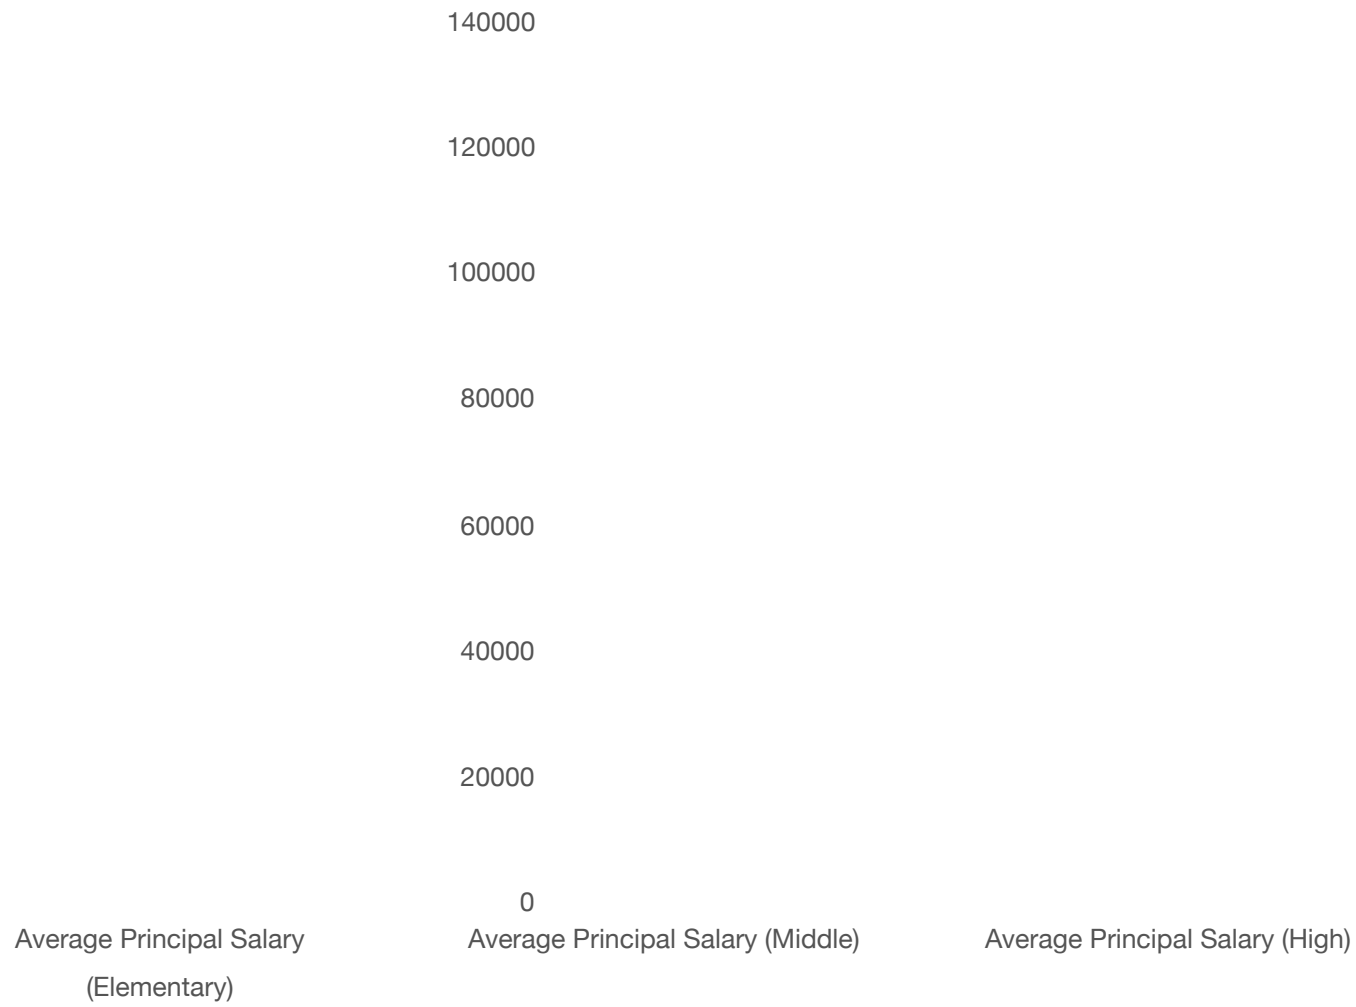 140000
120000
100000
80000
60000
40000
20000
0
Average Principal Salary
(Elementary)
Average Principal Salary (Middle)
Average Principal Salary (High)